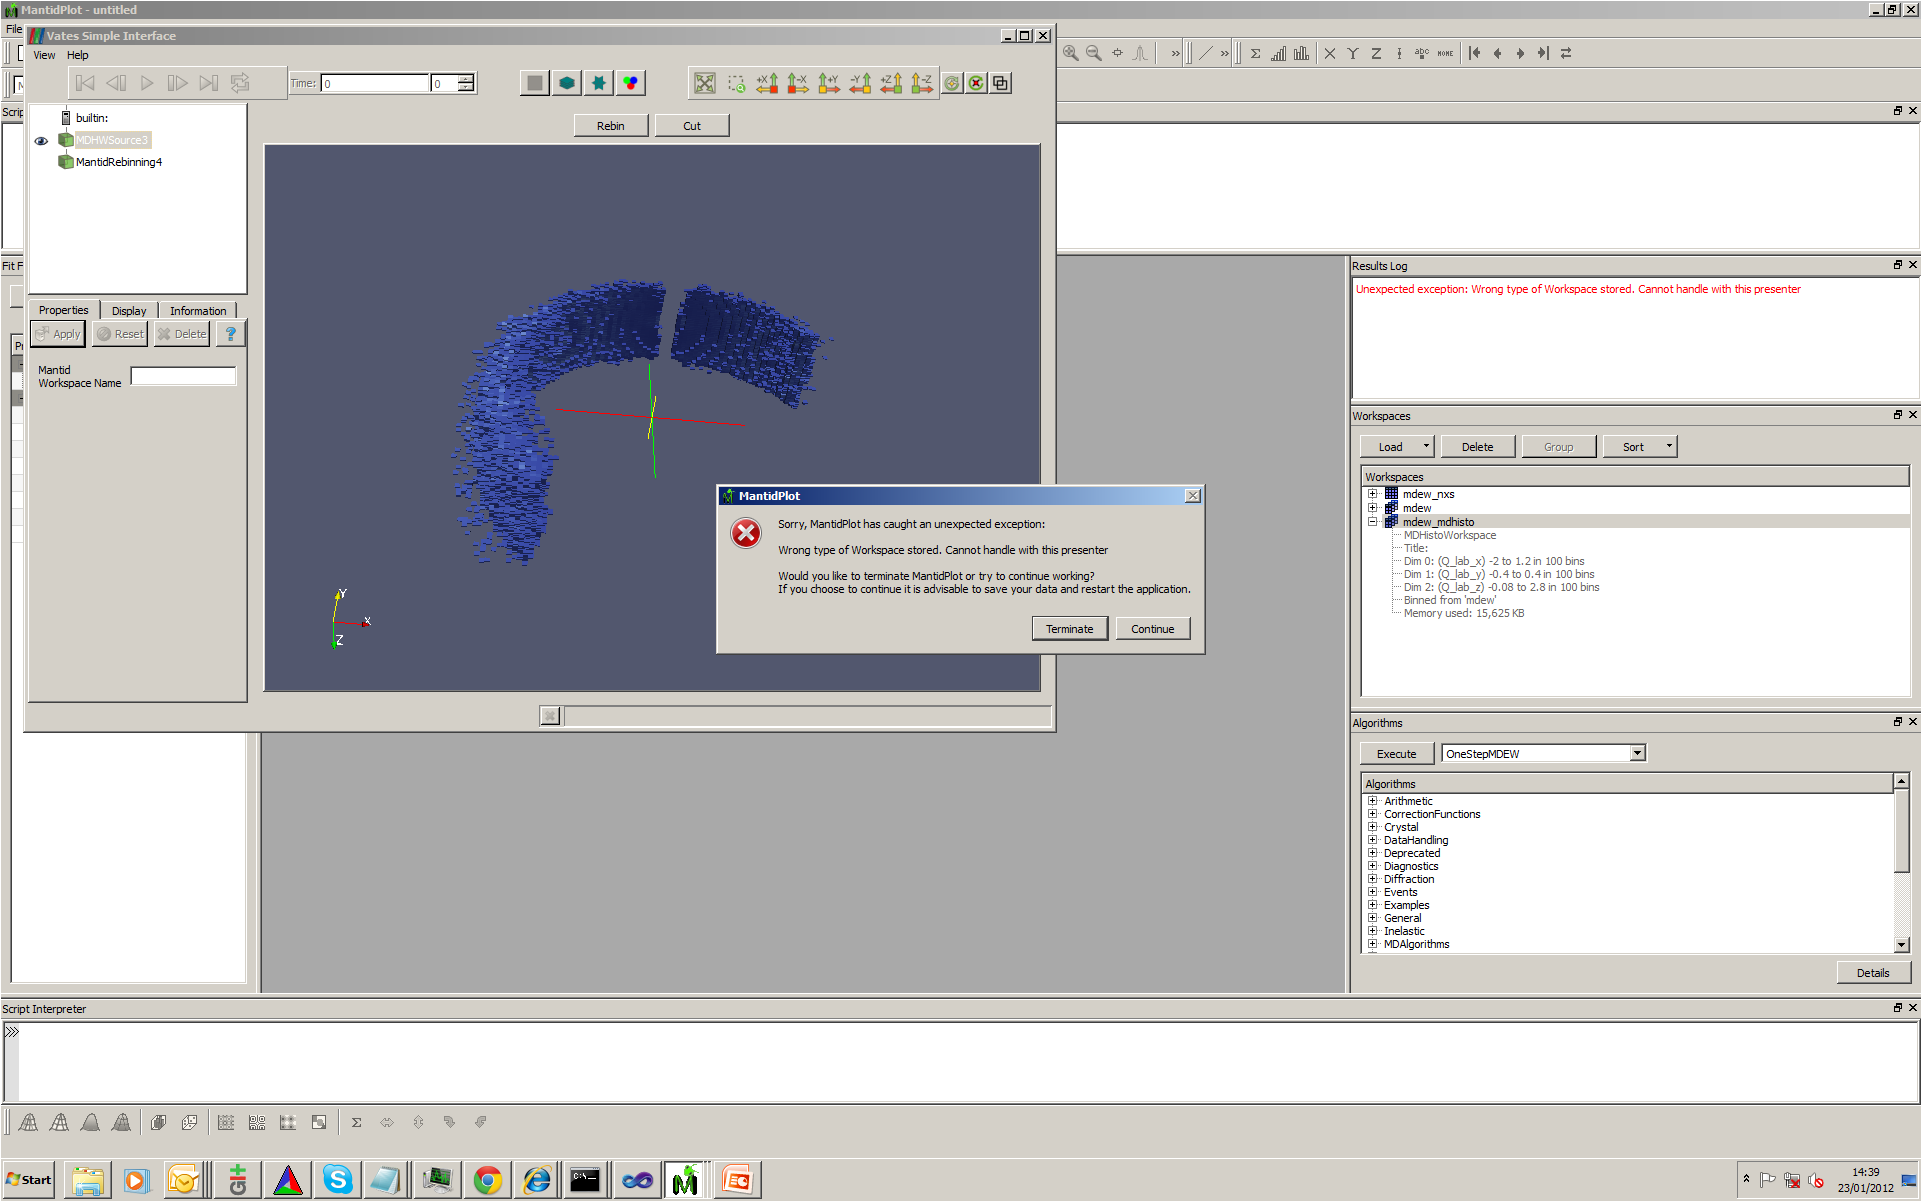 MantidPlot - untitled
File
Vates Simple Interface
View Help
Time: 0 0
+X -X +Y -Y +Z -Z
abc NONE
Rebin Cut
builtin:
MDHWSource3
MantidRebinning4
Properties Display Information
Apply Reset Delete ?
Mantid
Workspace Name
Y
X
Z
Fit F
Results Log
Unexpected exception: Wrong type of Workspace stored. Cannot handle with this presenter
MantidPlot
Sorry, MantidPlot has caught an unexpected exception:
Wrong type of Workspace stored. Cannot handle with this presenter
Would you like to terminate MantidPlot or try to continue working?
If you choose to continue it is advisable to save your data and restart the application.
Terminate Continue
Workspaces
Load Delete Group Sort
Workspaces
mdew_nxs
mdew
mdew_mdhisto
MDHistoWorkspace
Title:
Dim 0: (Q_lab_x) -2 to 1.2 in 100 bins
Dim 1: (Q_lab_y) -0.4 to 0.4 in 100 bins
Dim 2: (Q_lab_z) -0.08 to 2.8 in 100 bins
Binned from 'mdew'
Memory used: 15,625 KB
Algorithms
Execute OneStepMDEW
Algorithms
Arithmetic
CorrectionFunctions
Crystal
DataHandling
Deprecated
Diagnostics
Diffraction
Events
Examples
General
Inelastic
MDAlgorithms
Details
Script Interpreter
>>>
Start
14:39
23/01/2012